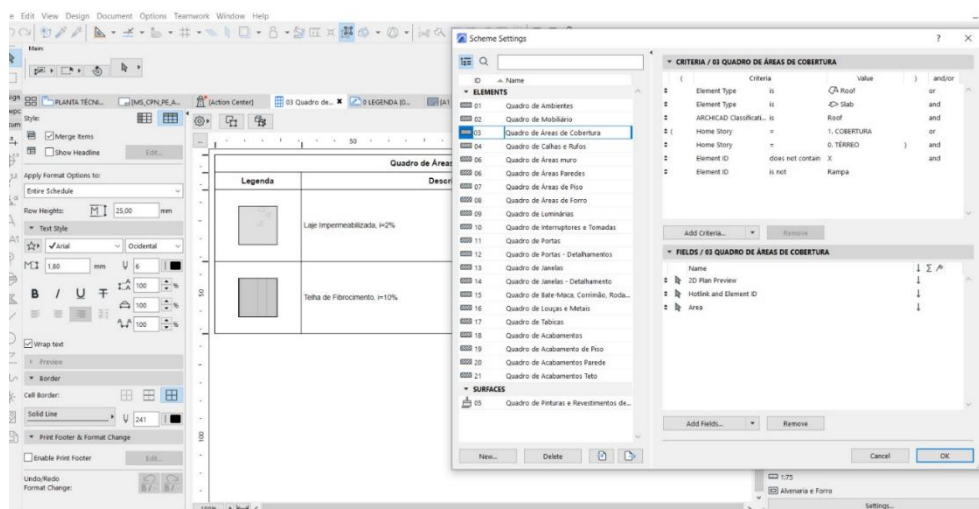 Edit View Design Document Options Teamwork Window Help
Main:
PLANTA TÉCNI...
(MS_CPN_PE_A...
[Action Center]
03 Quadro de...
0 LEGENDA [0...
[A1
Style:
Merge Items
Show Headline
Edit...
Apply Format Options to:
Entire Schedule
Row Heights:
25,00
mm
Text Style
Arial
Ocidental
1,80
mm
6
100
%
B I U T
100
%
100
%
Wrap text
Preview
Border
Cell Border:
Solid Line
241
Print Footer & Format Change
Enable Print Footer
Edit...
Undo/Redo
Format Change:
50
Quadro de Áreas
Legenda
Descr
Laje Impermeabilizada, i=2%
Telha de Fibrocimento, i=10%
50
100
100%
Scheme Settings
? X
ID Name
ELEMENTS
01 Quadro de Ambientes
02 Quadro de Mobiliário
03 Quadro de Áreas de Cobertura
04 Quadro de Calhas e Rufos
05 Quadro de Áreas muro
06 Quadro de Áreas Paredes
07 Quadro de Áreas de Piso
08 Quadro de Áreas de Forro
09 Quadro de Luminárias
10 Quadro de Interruptores e Tomadas
11 Quadro de Portas
12 Quadro de Portas - Detalhamentos
13 Quadro de Janelas
14 Quadro de Janelas - Detalhamento
15 Quadro de Bate-Maca, Corrimão, Roda...
16 Quadro de Louças e Metais
17 Quadro de Tabicas
18 Quadro de Acabamentos
19 Quadro de Acabamento de Piso
20 Quadro de Acabamentos Parede
21 Quadro de Acabamentos Teto
SURFACES
05 Quadro de Pinturas e Revestimentos de...
New...
Delete
CRITERIA / 03 QUADRO DE ÁREAS DE COBERTURA
( Criteria Value ) and/or
Element Type is Roof or
Element Type is Slab and
ARCHICAD Classificati... is Roof and
( Home Story = 1. COBERTURA or
Home Story = 0. TÉRREO ) and
Element ID does not contain X and
Element ID is not Rampa
Add Criteria...
Remove
FIELDS / 03 QUADRO DE ÁREAS DE COBERTURA
Name
2D Plan Preview
Hotlink and Element ID
Area
Add Fields...
Remove
Cancel
OK
1:75
Alvenaria e Forro
Settings...